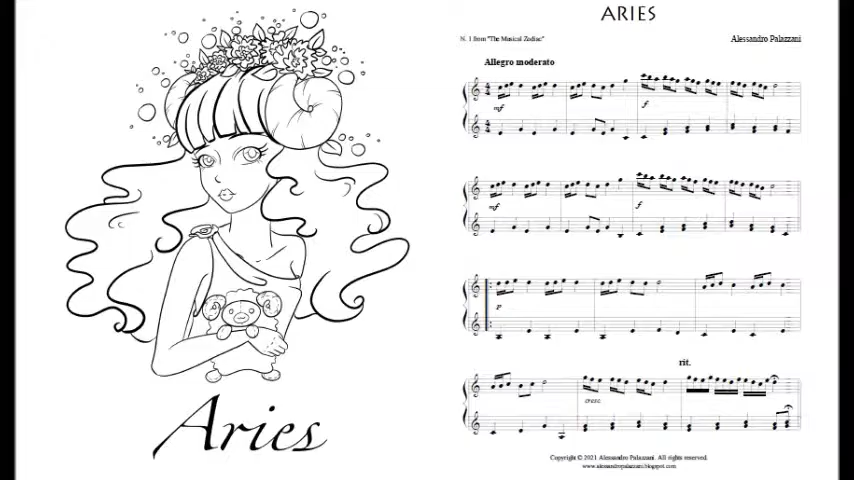 Aries
ARIES
N. 1 from "The Musical Zodiac"
Alessandro Palazzani
Allegro moderato
mf
f
mf
f
p
rit.
cresc
Copyright © 2021 Alessandro Palazzani. All rights reserved.
www.alessandropalazzani.blogspot.com